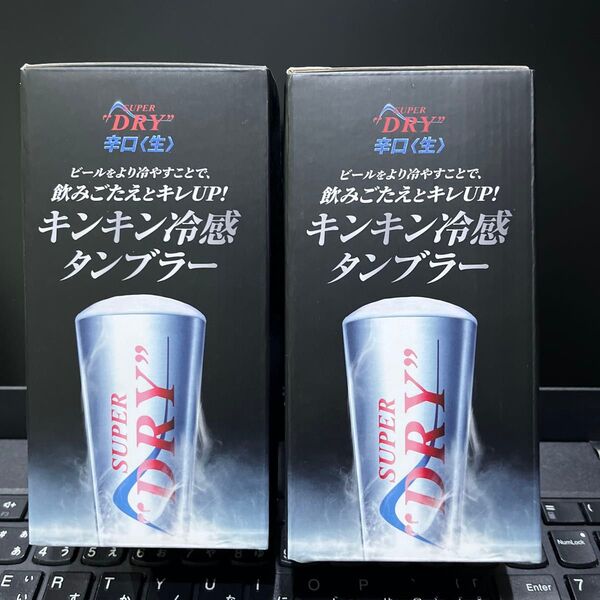 SUPER
"DRY"
辛口〈生〉
ビールをより冷やすことで、
飲みごたえとキレUP!
キンキン冷感
タンブラー
SUPER
"DRY"
SUPER
"DRY"
辛口〈生〉
ビールをより冷やすことで、
飲みごたえとキレUP!
キンキン冷感
タンブラー
SUPER
"DRY"
NumLock
7
E R T Y U I O P
Enter